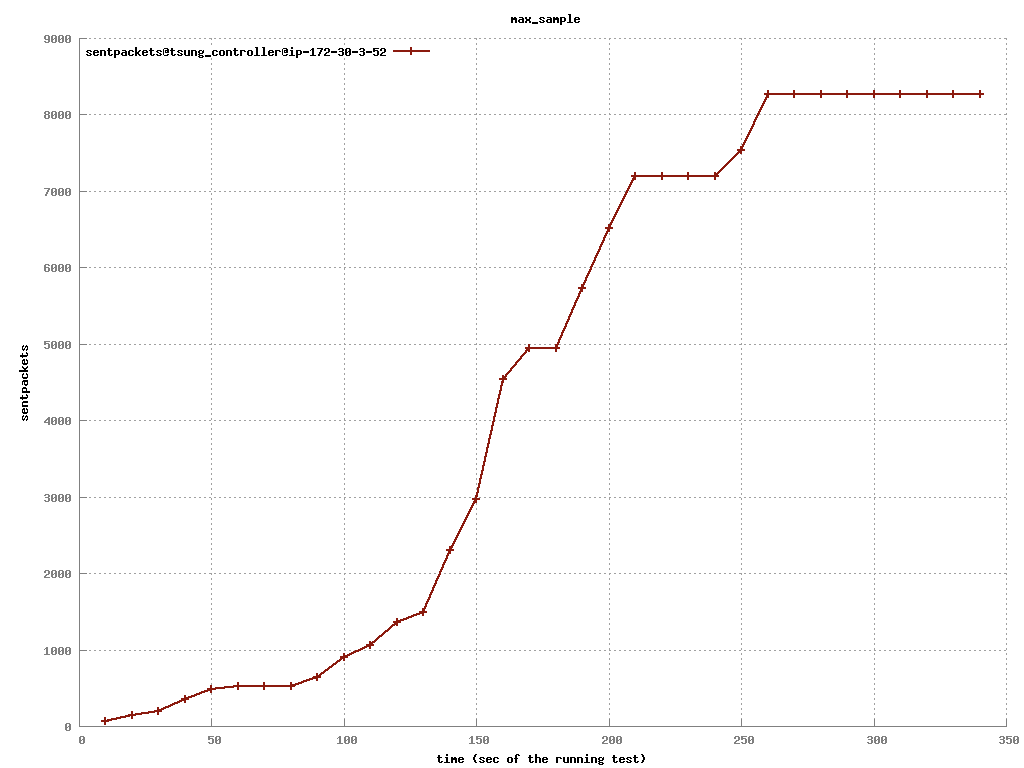 max_sample
sentpackets@tsung_controller@ip-172-30-3-52
9000
8000
7000
6000
5000
4000
3000
2000
1000
0
sentpackets
0 50 100 150 200 250 300 350
time (sec of the running test)